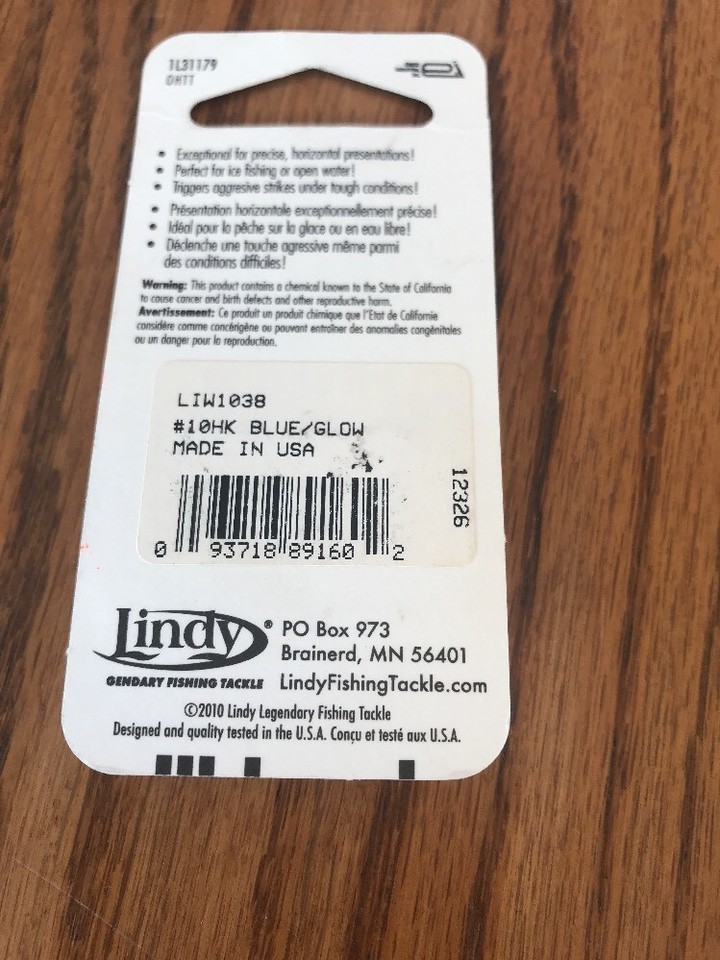 1L31179
OHTT
• Exceptional for precise, horizontal presentations!
• Perfect for ice fishing or open water!
• Triggers aggresive strikes under tough conditions!
• Présentation horizontale exceptionnellement précise!
• Idéal pour la pêche sur la glace ou en eau libre!
• Déclenche une touche agressive même parmi
des conditions difficiles!
Warning: This product contains a chemical known to the State of California
to cause cancer and birth defects and other reproductive harm.
Avertissement: Ce produit un produit chimique que l'Etat de Californie
considère comme concérigène ou pouvant entraîner des anomalies congénitales
ou un danger pour la reproduction.
LIW1038
#10HK BLUE/GLOW
MADE IN USA
12326
0 93718 89160 2
Lindy®
GENDARY FISHING TACKLE
PO Box 973
Brainerd, MN 56401
LindyFishingTackle.com
©2010 Lindy Legendary Fishing Tackle
Designed and quality tested in the U.S.A. Conçu et testé aux U.S.A.